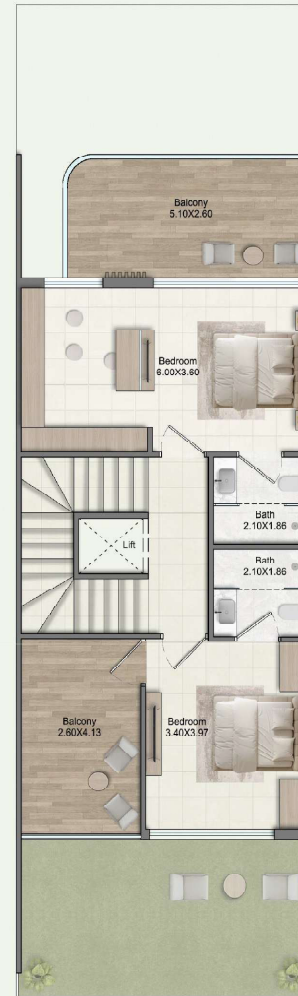 Balcony
5.10X2.60
Bedroom
6.00X3.60
Bath
2.10X1.86
Lift
Bath
2.10X1.86
Balcony
2.60X4.13
Bedroom
3.40X3.97